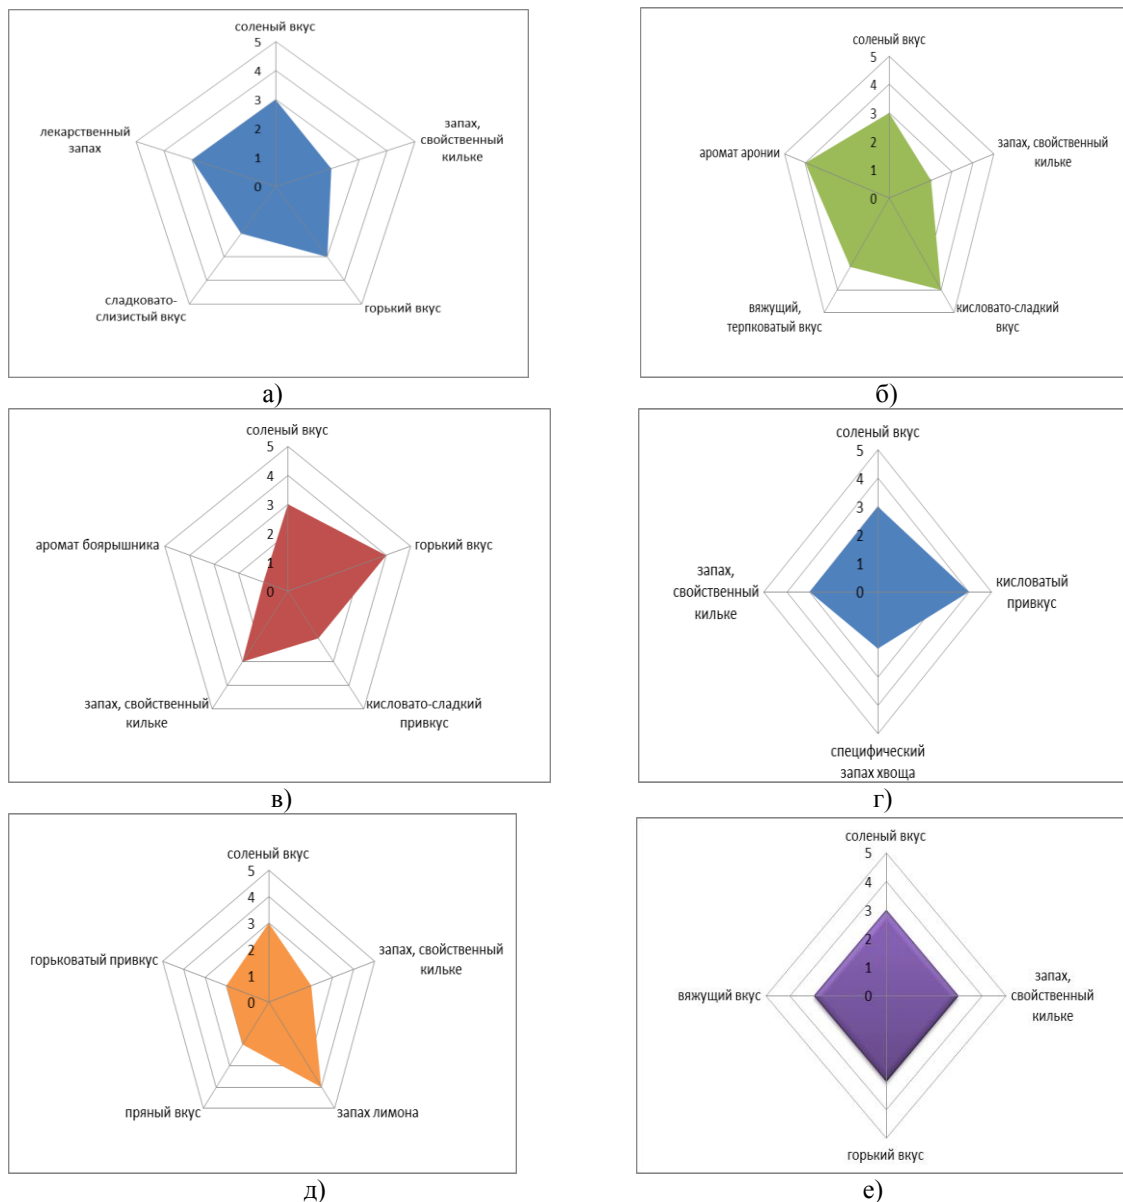 соленый вкус
5
4
3
2
1
0
запах,
свойственный
кильке
горький вкус
сладковато-
слизистый вкус
лекарственный
запах
а)
соленый вкус
5
4
3
2
1
0
запах, свойственный
кильке
кисловато-сладкий
вкус
вяжущий,
терпковатый вкус
аромат аронии
б)
соленый вкус
5
4
3
2
1
0
горький вкус
кисловато-сладкий
привкус
запах, свойственный
кильке
аромат боярышника
в)
соленый вкус
5
4
3
2
1
0
кисловатый
привкус
специфический
запах хвоща
запах,
свойственный
кильке
г)
соленый вкус
5
4
3
2
1
0
запах, свойственный
кильке
запах лимона
пряный вкус
горьковатый привкус
д)
соленый вкус
5
4
3
2
1
0
запах,
свойственный
кильке
горький вкус
вяжущий вкус
е)